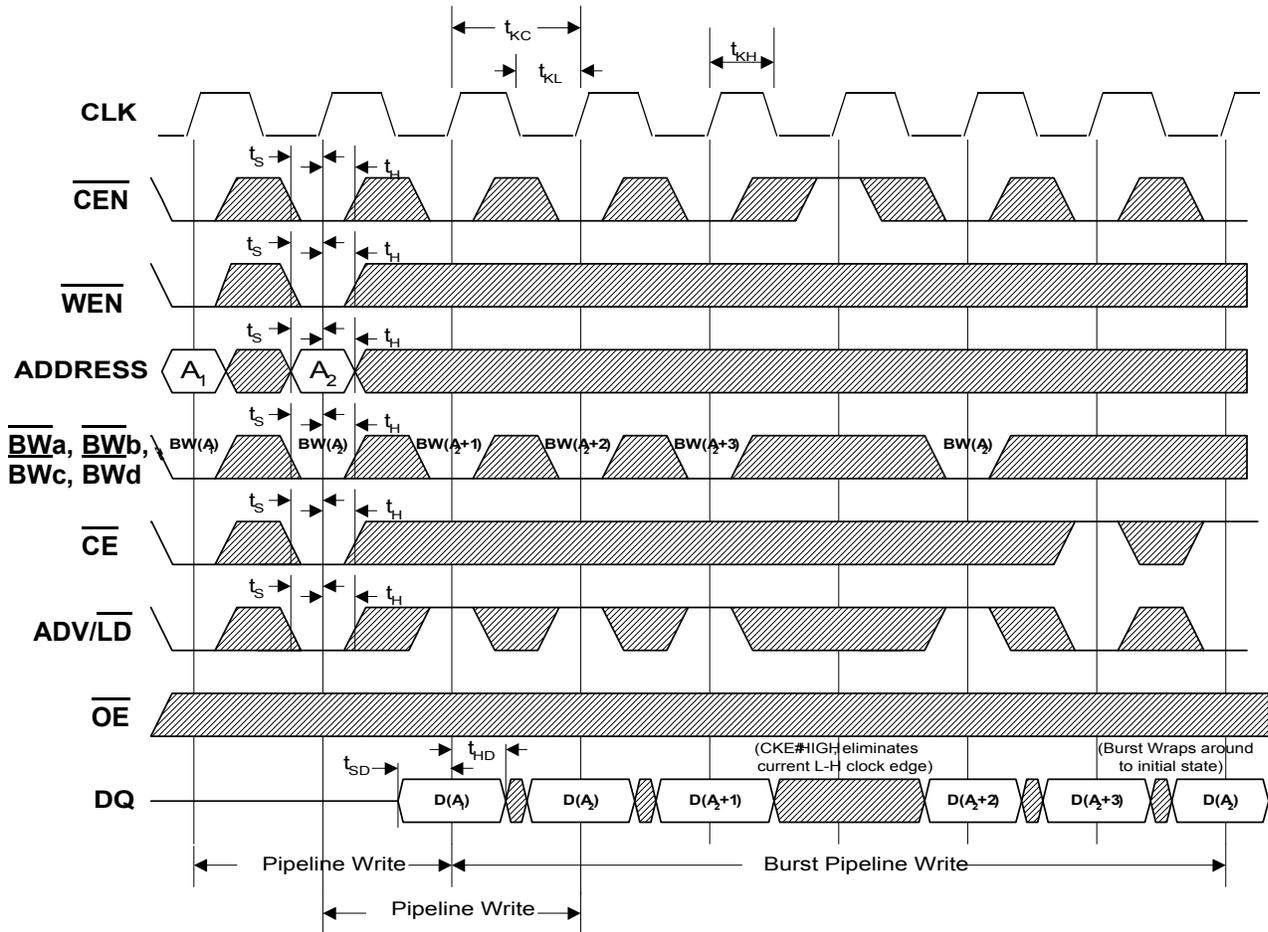 tKC
tKL
tKH
CLK
tS tH
CEN
tS tH
WEN
tS tH
ADDRESS A1 A2
tS tH
BWa, BWb,
BWc, BWd
BW(A1) BW(A2) BW(A2+1) BW(A2+2) BW(A2+3) BW(A2)
tS tH
CE
tS tH
ADV/LD
OE
tHD
tSD
(CKE#HIGH, eliminates
current L-H clock edge)
(Burst Wraps around
to initial state)
DQ D(A1) D(A2) D(A2+1) D(A2+2) D(A2+3) D(A2)
Pipeline Write Burst Pipeline Write
Pipeline Write